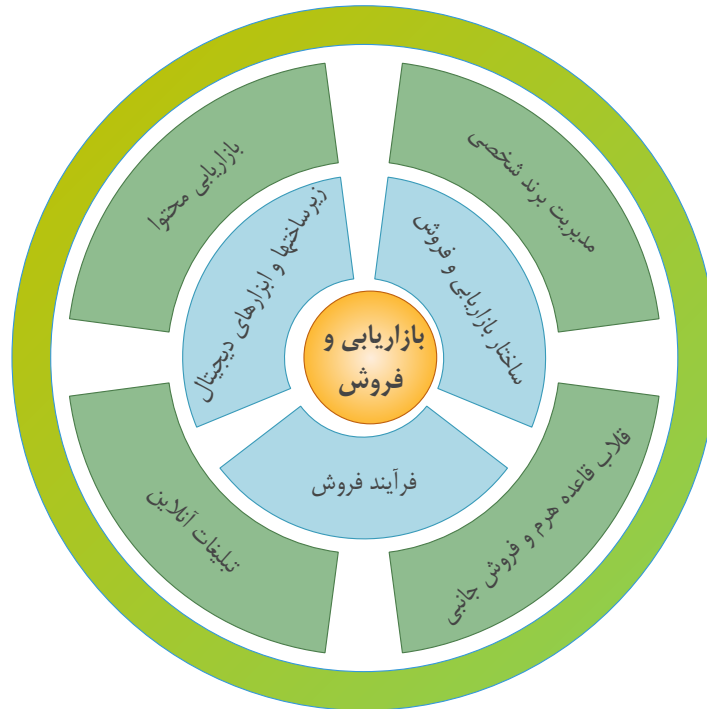 بازاریابی و
فروش
ساختار بازاریابی و فروش
فرآیند فروش
زیرساختها و ابزارهای دیجیتال
مدیریت برند شخصی
قلاب قاعده هرم و فروش جانبی
تبلیغات آنلاین
بازاریابی محتوا